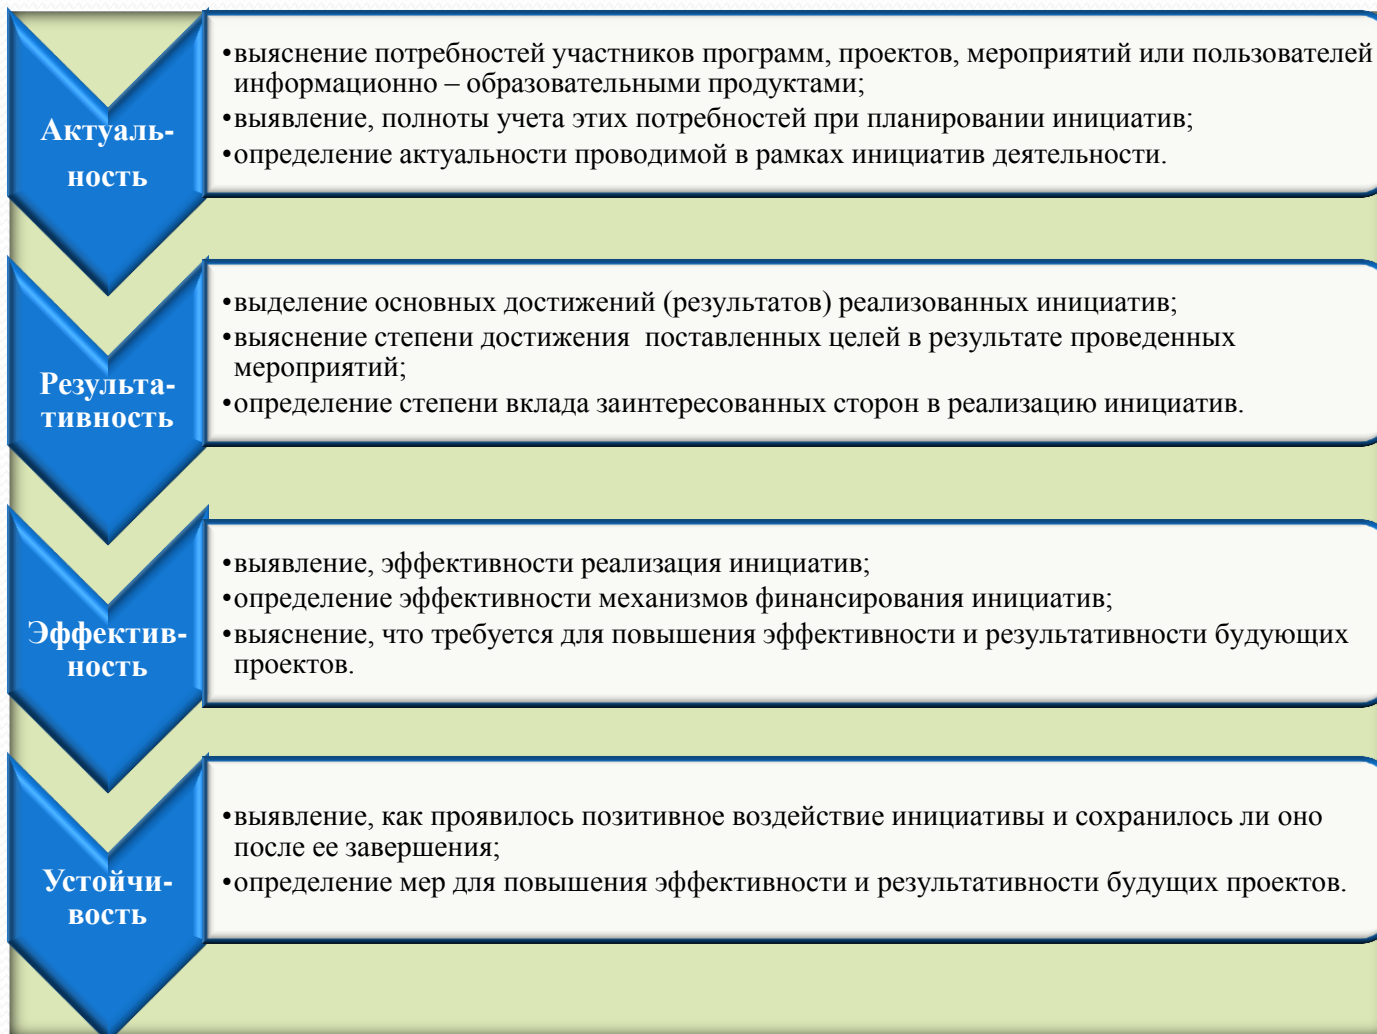 Актуаль-
ность
•выяснение потребностей участников программ, проектов, мероприятий или пользователей
информационно – образовательными продуктами;
•выявление, полноты учета этих потребностей при планировании инициатив;
•определение актуальности проводимой в рамках инициатив деятельности.
Результа-
тивность
•выделение основных достижений (результатов) реализованных инициатив;
•выяснение степени достижения поставленных целей в результате проведенных
мероприятий;
•определение степени вклада заинтересованных сторон в реализацию инициатив.
Эффектив-
ность
•выявление, эффективности реализация инициатив;
•определение эффективности механизмов финансирования инициатив;
•выяснение, что требуется для повышения эффективности и результативности будующих
проектов.
Устойчи-
вость
•выявление, как проявилось позитивное воздействие инициативы и сохранилось ли оно
после ее завершения;
•определение мер для повышения эффективности и результативности будущих проектов.